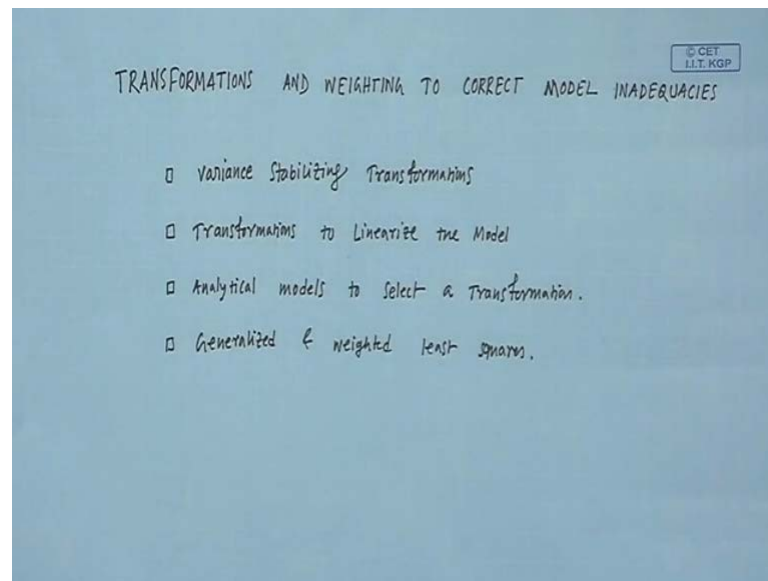 © CET
I.I.T. KGP
TRANSFORMATIONS AND WEIGHTING TO CORRECT MODEL INADEQUACIES
Variance Stabilizing Transformations
Transformations to Linearize the Model
Analytical models to select a Transformation.
Generalized & weighted least squares.